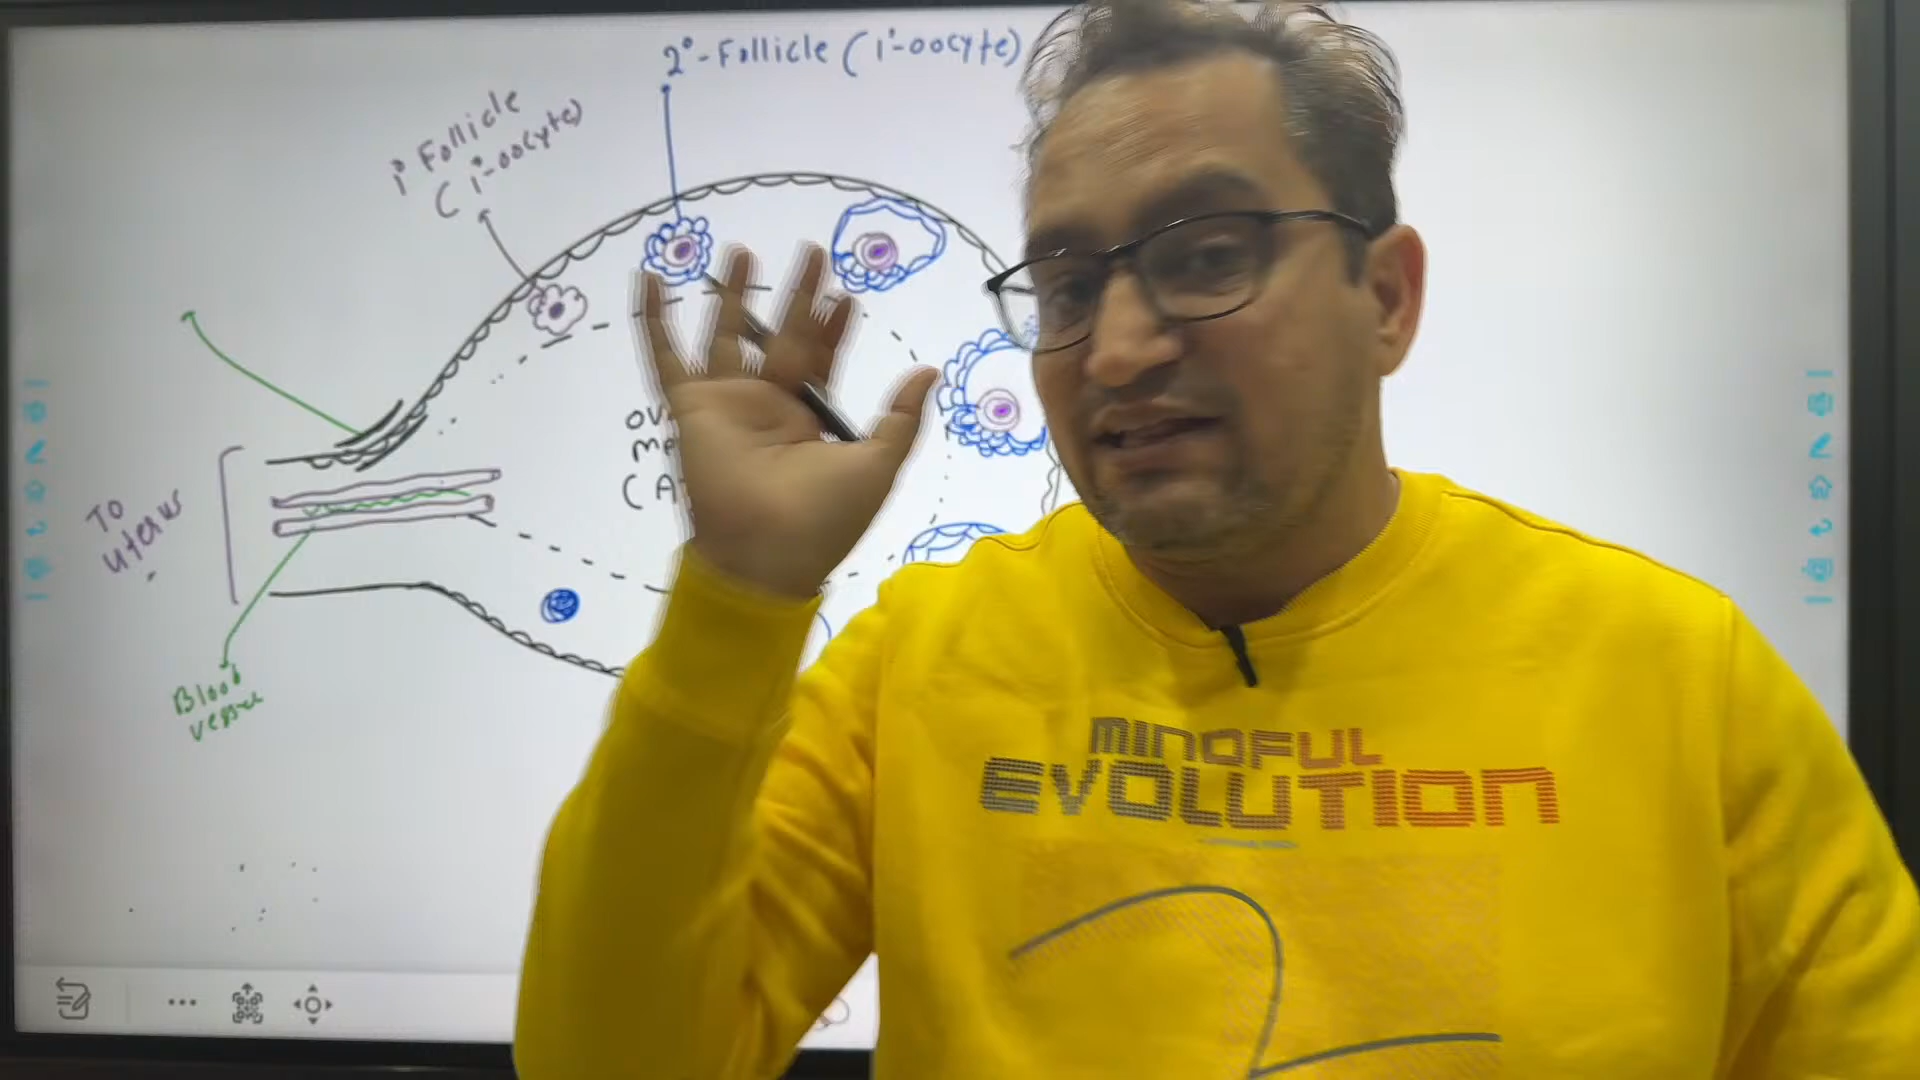 2°-Follicle (1°-oocyte)
1° Follicle
(1°-oocyte)
To
uterus
Blood
vessel
MINDFUL
EVOLUTION